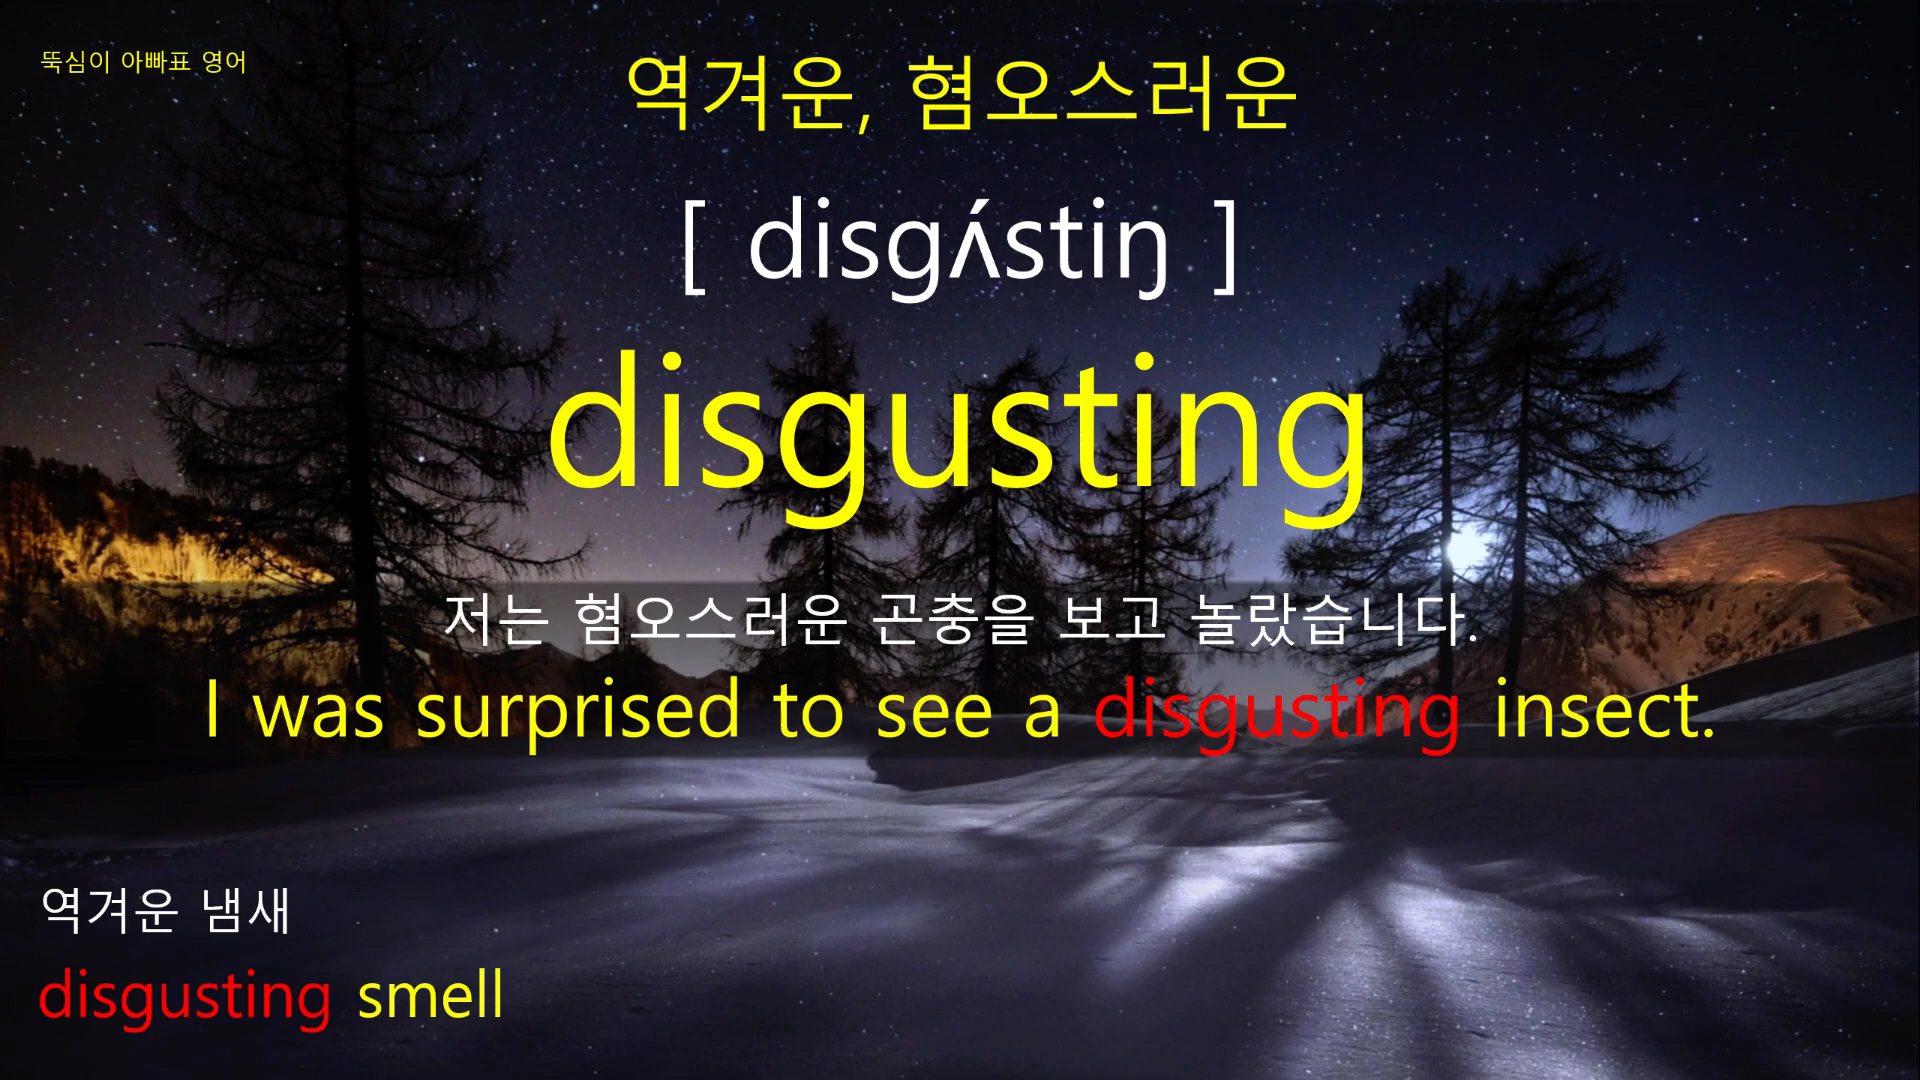 뚝심이 아빠표 영어
역겨운, 혐오스러운
[ disgʌ́stiŋ ]
disgusting
저는 혐오스러운 곤충을 보고 놀랐습니다.
I was surprised to see a disgusting insect.
역겨운 냄새
disgusting smell